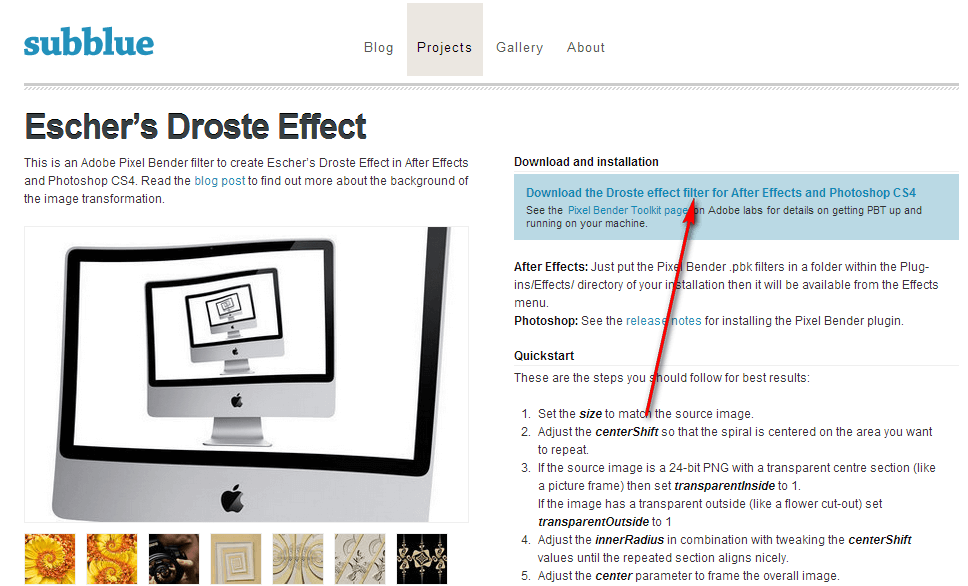 subblue
Blog Projects Gallery About
Escher's Droste Effect
This is an Adobe Pixel Bender filter to create Escher's Droste Effect in After Effects
and Photoshop CS4. Read the blog post to find out more about the background of
the image transformation.
Download and installation
Download the Droste effect filter for After Effects and Photoshop CS4
See the Pixel Bender Toolkit page on Adobe labs for details on getting PBT up and
running on your machine.
After Effects: Just put the Pixel Bender .pbk filters in a folder within the Plug-
ins/Effects/ directory of your installation then it will be available from the Effects
menu.
Photoshop: See the release notes for installing the Pixel Bender plugin.
Quickstart
These are the steps you should follow for best results:
1. Set the size to match the source image.
2. Adjust the centerShift so that the spiral is centered on the area you want
to repeat.
3. If the source image is a 24-bit PNG with a transparent centre section (like
a picture frame) then set transparentInside to 1.
If the image has a transparent outside (like a flower cut-out) set
transparentOutside to 1
4. Adjust the innerRadius in combination with tweaking the centerShift
values until the repeated section aligns nicely.
5. Adjust the center parameter to frame the overall image.